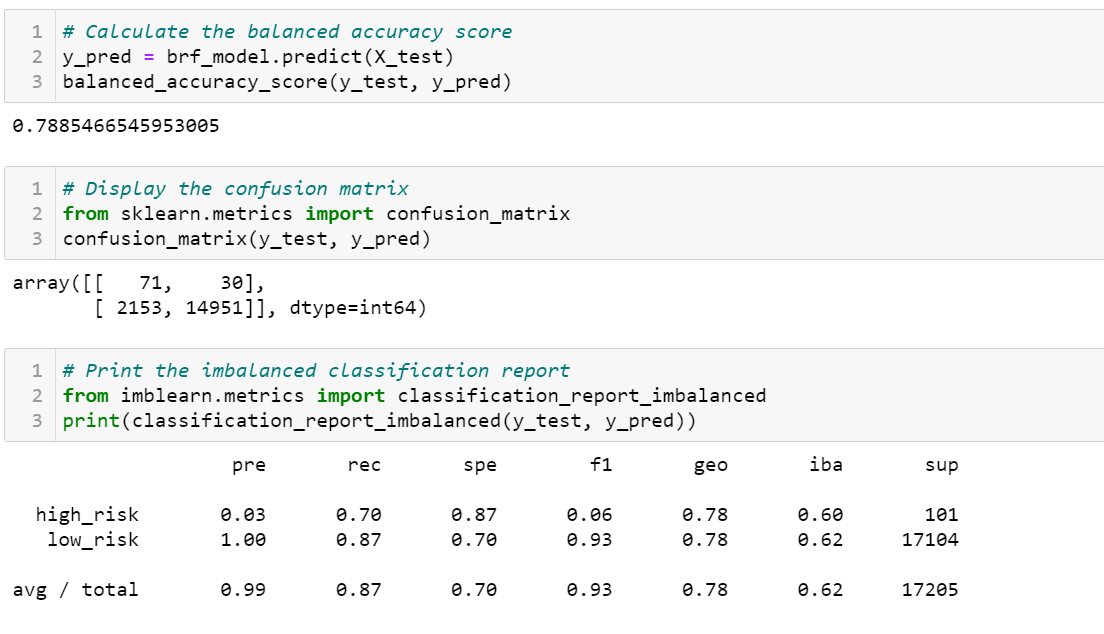 1 # Calculate the balanced accuracy score
2 y_pred = brf_model.predict(X_test)
3 balanced_accuracy_score(y_test, y_pred)
0.7885466545953005
1 # Display the confusion matrix
2 from sklearn.metrics import confusion_matrix
3 confusion_matrix(y_test, y_pred)
array([[   71,    30],
       [ 2153, 14951]], dtype=int64)
1 # Print the imbalanced classification report
2 from imblearn.metrics import classification_report_imbalanced
3 print(classification_report_imbalanced(y_test, y_pred))
pre rec spe f1 geo iba sup
high_risk 0.03 0.70 0.87 0.06 0.78 0.60 101
low_risk 1.00 0.87 0.70 0.93 0.78 0.62 17104
avg / total 0.99 0.87 0.70 0.93 0.78 0.62 17205